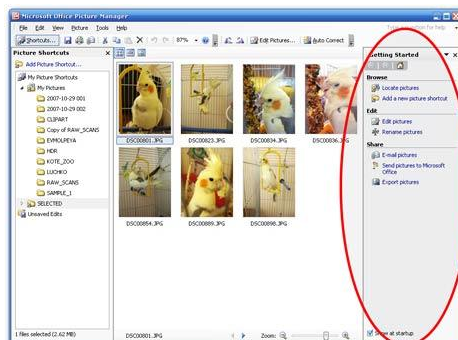 Microsoft Office Picture Manager
File Edit View Picture Tools Help
Type a question for help
Shortcuts... 87% Edit Pictures... Auto Correct
Picture Shortcuts
Add Picture Shortcut...
My Picture Shortcuts
My Pictures
2007-10-29 001
2007-10-29 002
CLIPART
Copy of RAW_SCANS
EVMOLPEYA
HDR
KOTE_ZOO
LUCHKO
RAW_SCANS
SAMPLE_1
SELECTED
Unsaved Edits
DSC00801.JPG DSC00823.JPG DSC00834.JPG DSC00836.JPG
DSC00854.JPG DSC00889.JPG DSC00898.JPG
Getting Started
Browse
Locate pictures
Add a new picture shortcut
Edit
Edit pictures
Rename pictures
Share
E-mail pictures
Send pictures to Microsoft
Office
Export pictures
Show at startup
1 files selected (2.62 MB) DSC00801.JPG Zoom: